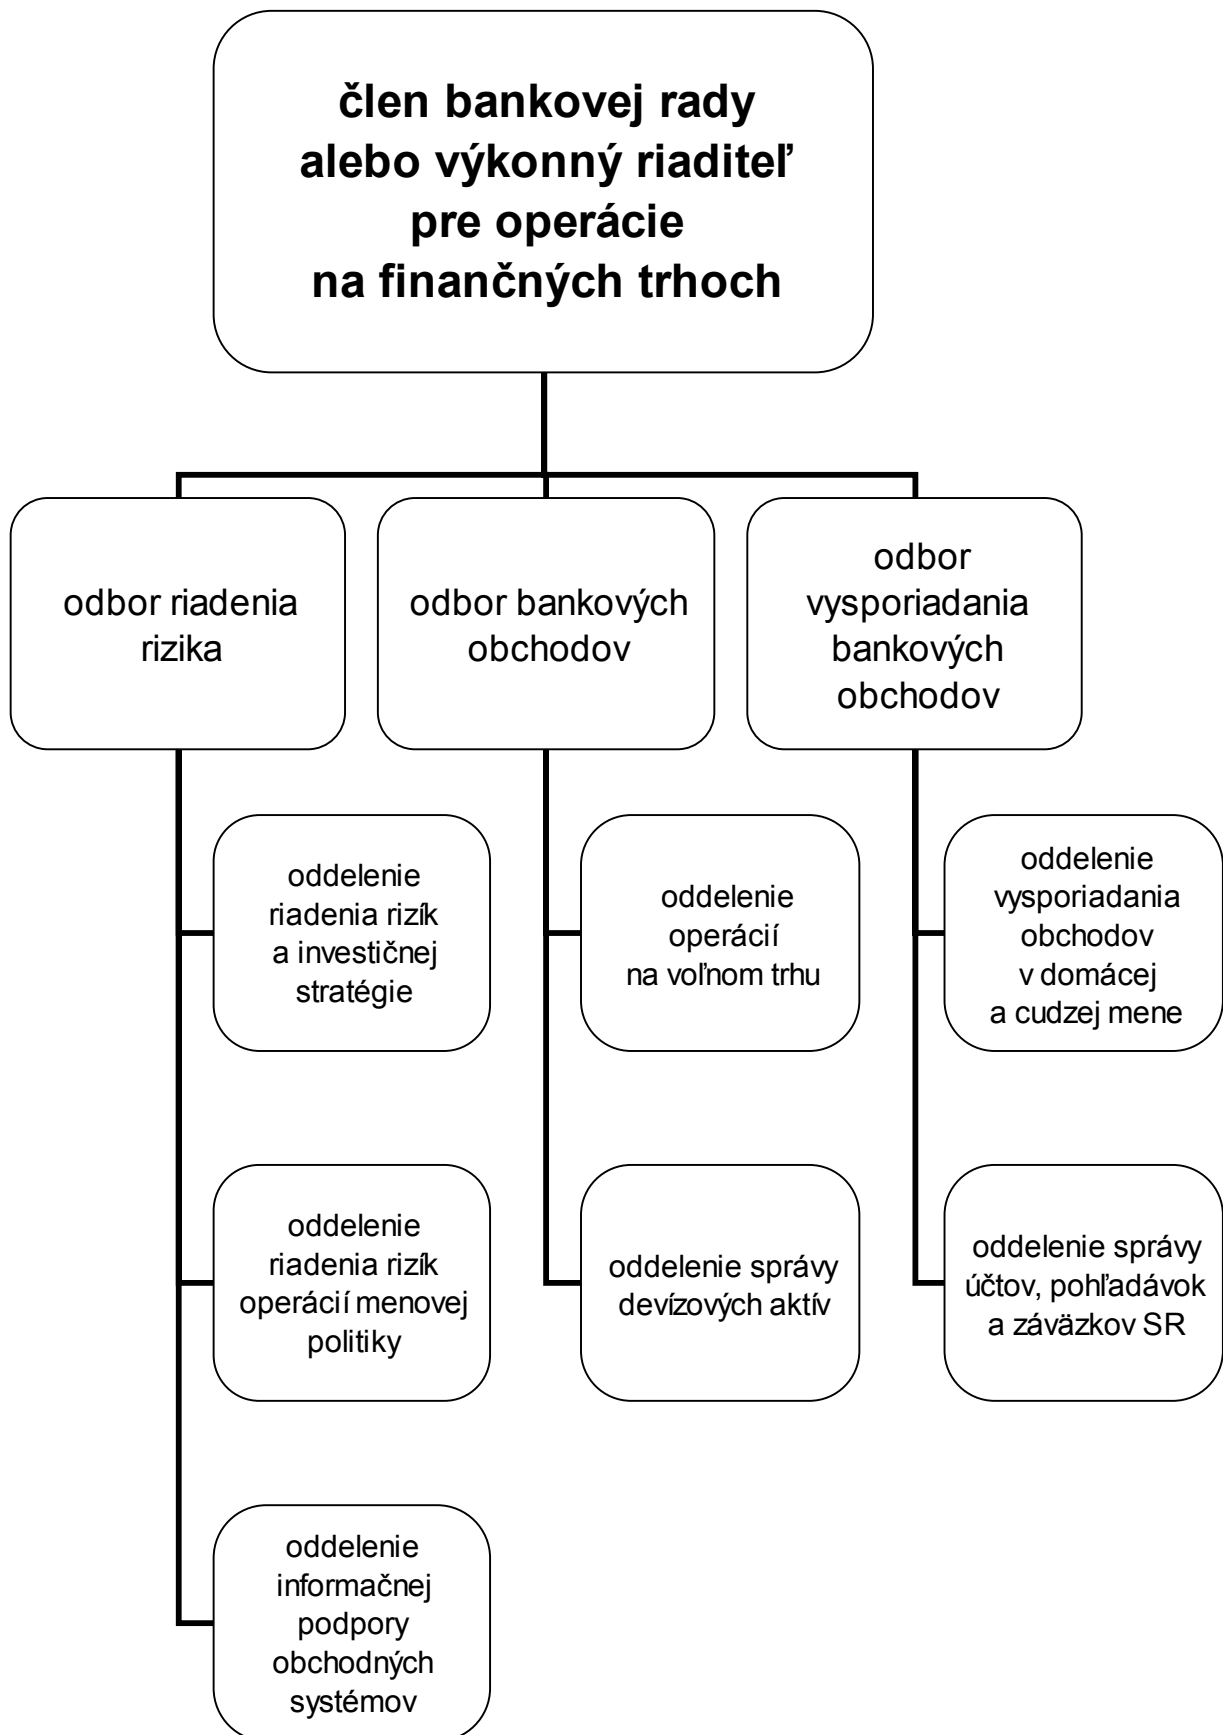 člen bankovej rady
alebo výkonný riaditeľ
pre operácie
na finančných trhoch
odbor riadenia
rizika
odbor bankových
obchodov
odbor
vysporiadania
bankových
obchodov
oddelenie
riadenia rizík
a investičnej
stratégie
oddelenie
operácií
na voľnom trhu
oddelenie
vysporiadania
obchodov
v domácej
a cudzej mene
oddelenie
riadenia rizík
operácií menovej
politiky
oddelenie správy
devízových aktív
oddelenie správy
účtov, pohľadávok
a záväzkov SR
oddelenie
informačnej
podpory
obchodných
systémov